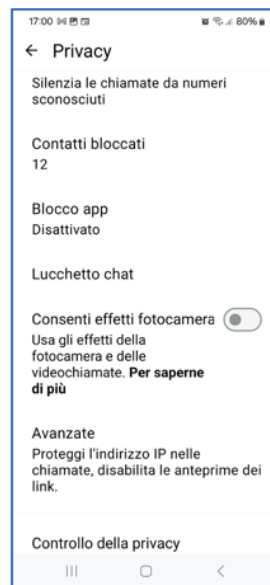 17:00 80%
Privacy
Silenzia le chiamate da numeri
sconosciuti
Contatti bloccati
12
Blocco app
Disattivato
Lucchetto chat
Consenti effetti fotocamera
Usa gli effetti della
fotocamera e delle
videochiamate. Per saperne
di più
Avanzate
Proteggi l'indirizzo IP nelle
chiamate, disabilita le anteprime dei
link.
Controllo della privacy